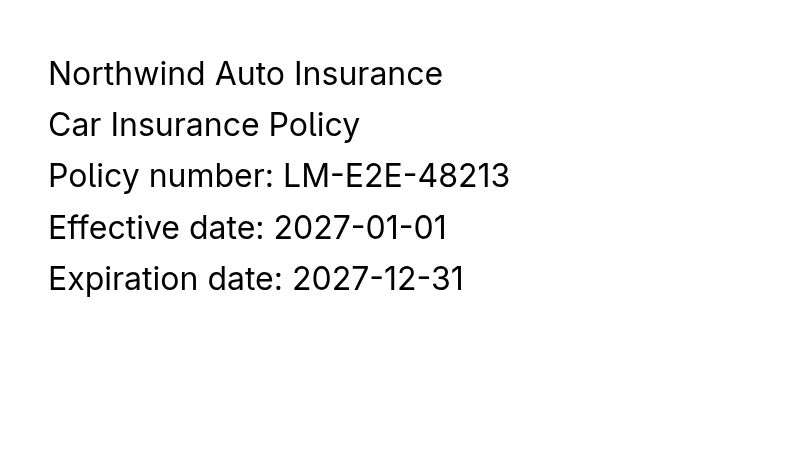 Northwind Auto Insurance
Car Insurance Policy
Policy number: LM-E2E-48213
Effective date: 2027-01-01
Expiration date: 2027-12-31